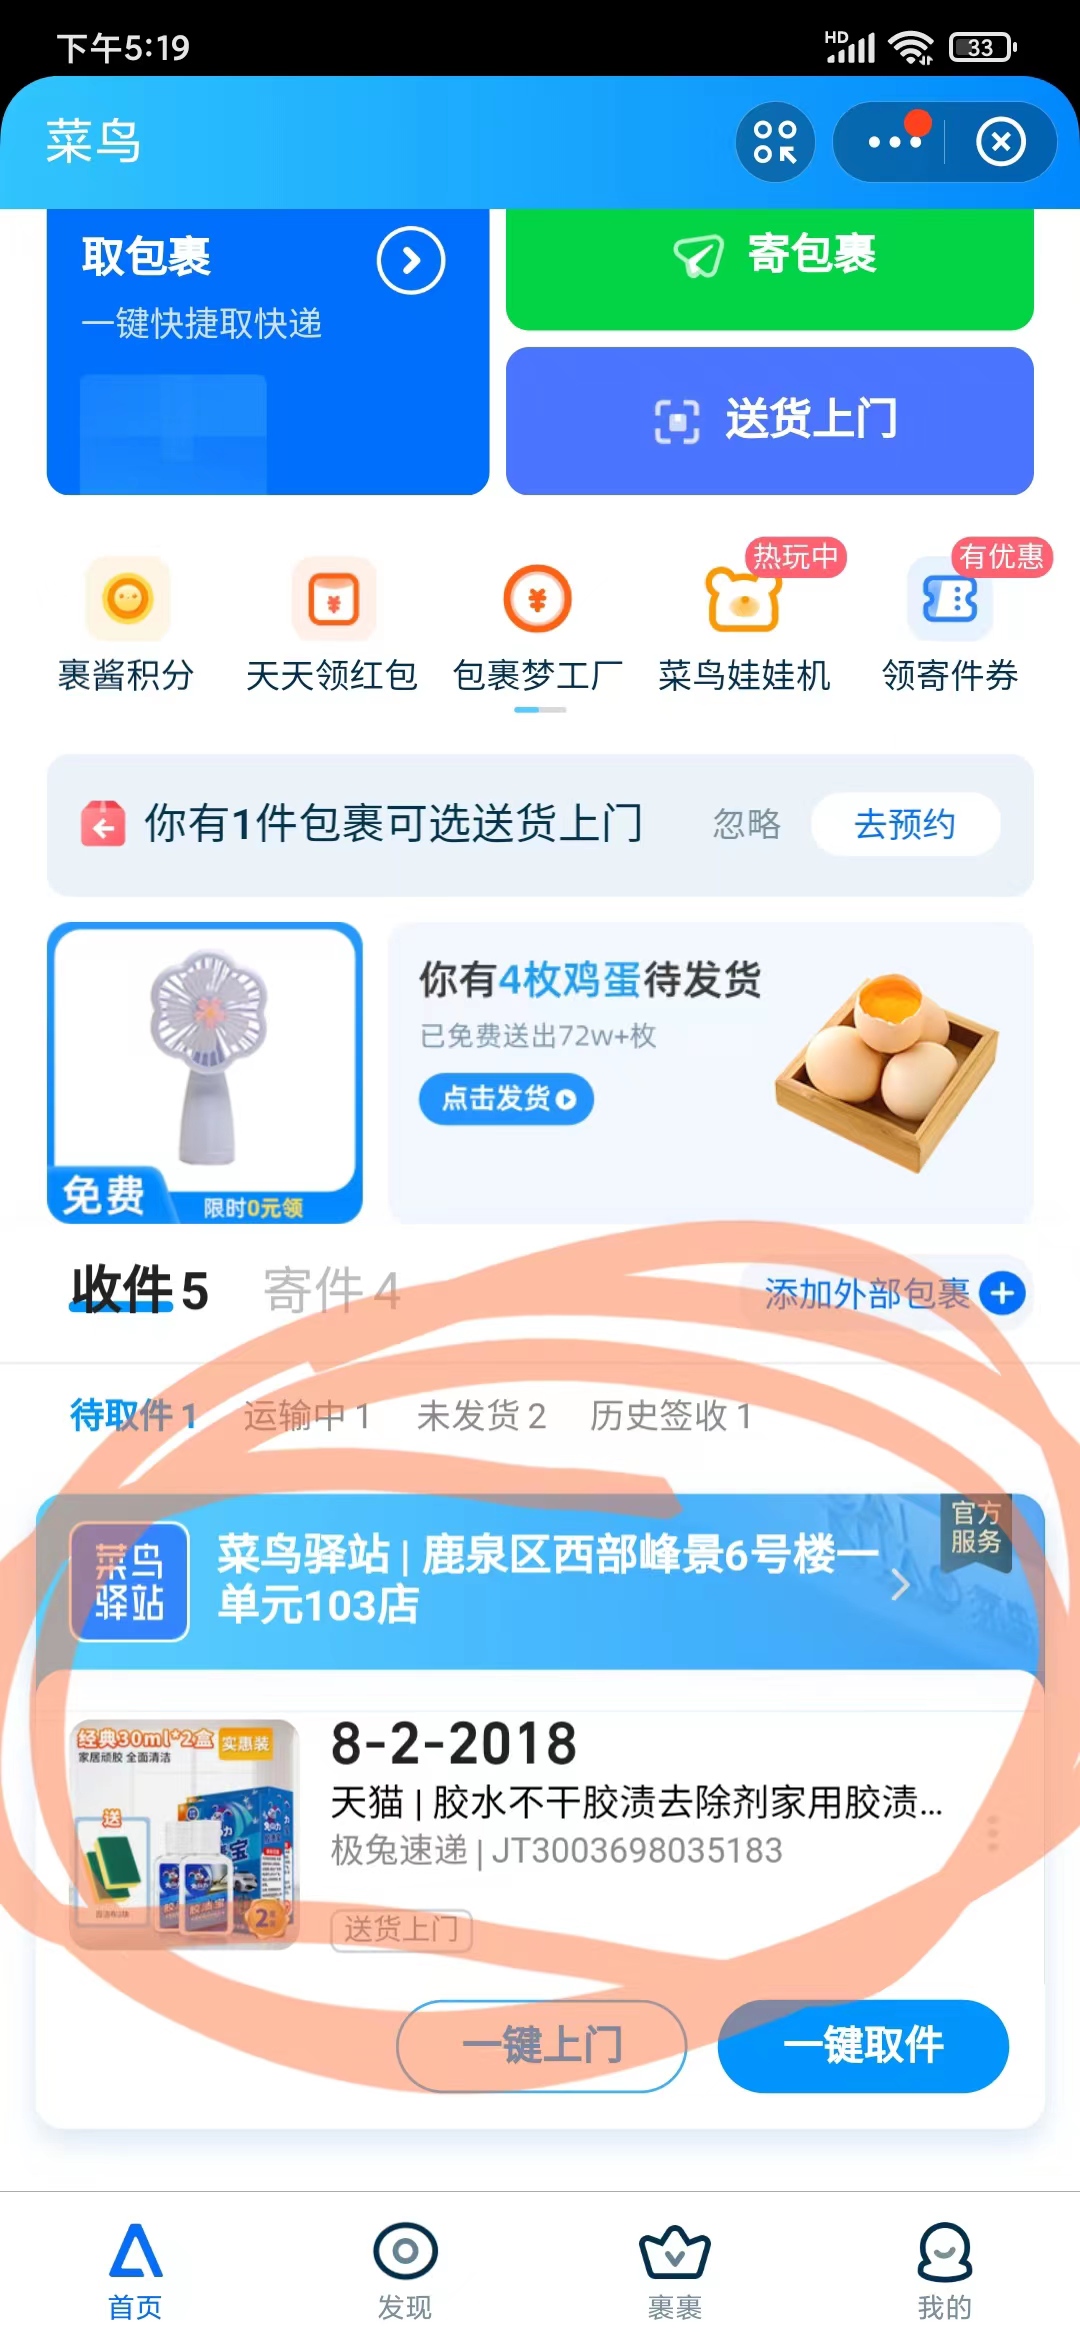 下午5:19
HD
33
菜鸟
取包裹
一键快捷取快递
寄包裹
送货上门
热玩中
有优惠
裹酱积分
天天领红包
包裹梦工厂
菜鸟娃娃机
领寄件券
你有1件包裹可选送货上门
忽略
去预约
你有4枚鸡蛋待发货
已免费送出72w+枚
点击发货
免费
限时0元领
收件 5
寄件 4
添加外部包裹
待取件 1
运输中 1
未发货 2
历史签收 1
官方
服务
菜鸟
驿站
菜鸟驿站 | 鹿泉区西部峰景6号楼一
单元103店
经典30ml*2盒
实惠装
家居顽胶 全面清洁
送
8-2-2018
天猫 | 胶水不干胶渍去除剂家用胶渍...
极兔速递 | JT3003698035183
送货上门
一键上门
一键取件
首页
发现
裹裹
我的